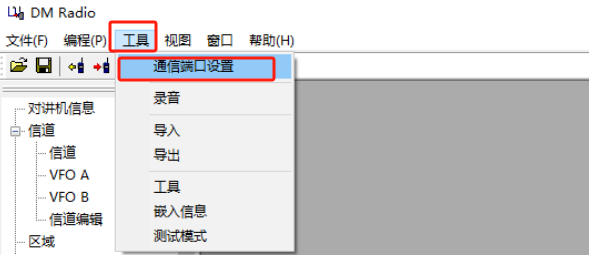 DM Radio
文件(F) 编程(P) 工具 视图 窗口 帮助(H)
通信端口设置
录音
导入
导出
工具
嵌入信息
测试模式
对讲机信息
信道
信道
VFO A
VFO B
信道编辑
区域